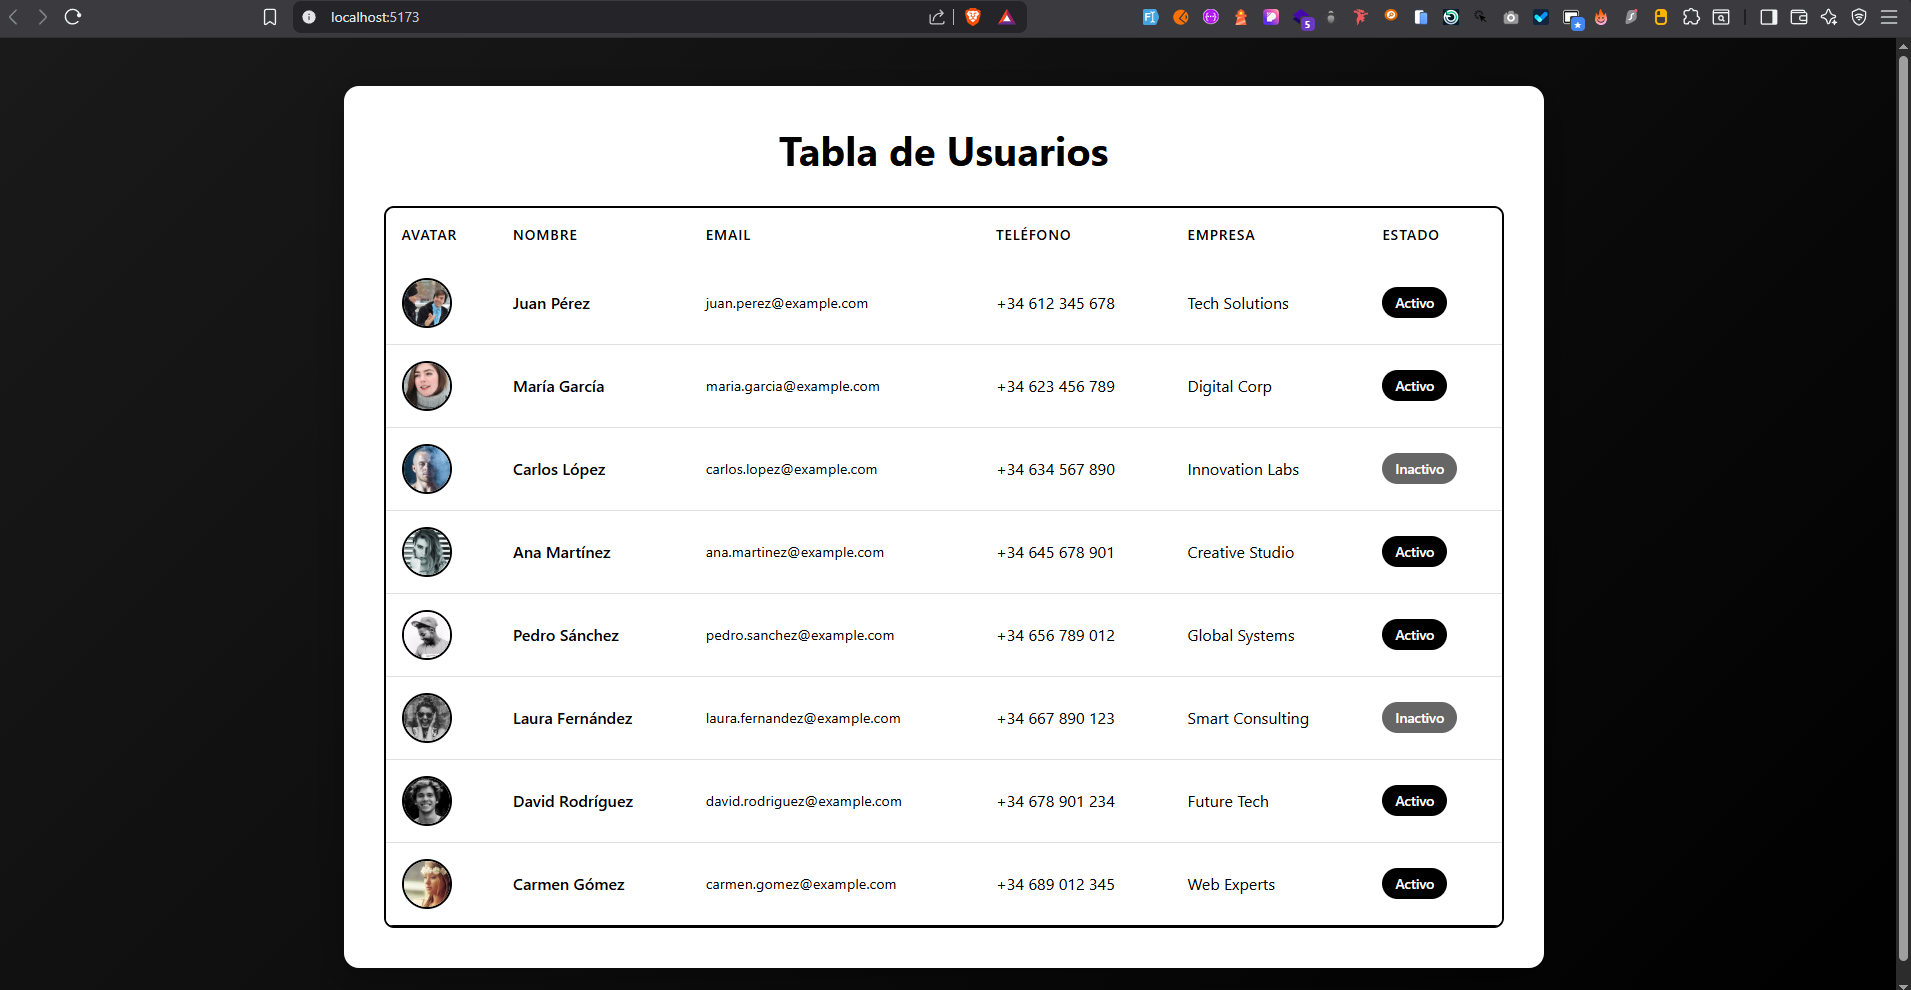 localhost:5173
5
Tabla de Usuarios
AVATAR NOMBRE EMAIL TELÉFONO EMPRESA ESTADO
Juan Pérez juan.perez@example.com +34 612 345 678 Tech Solutions Activo
María García maria.garcia@example.com +34 623 456 789 Digital Corp Activo
Carlos López carlos.lopez@example.com +34 634 567 890 Innovation Labs Inactivo
Ana Martínez ana.martinez@example.com +34 645 678 901 Creative Studio Activo
Pedro Sánchez pedro.sanchez@example.com +34 656 789 012 Global Systems Activo
Laura Fernández laura.fernandez@example.com +34 667 890 123 Smart Consulting Inactivo
David Rodríguez david.rodriguez@example.com +34 678 901 234 Future Tech Activo
Carmen Gómez carmen.gomez@example.com +34 689 012 345 Web Experts Activo